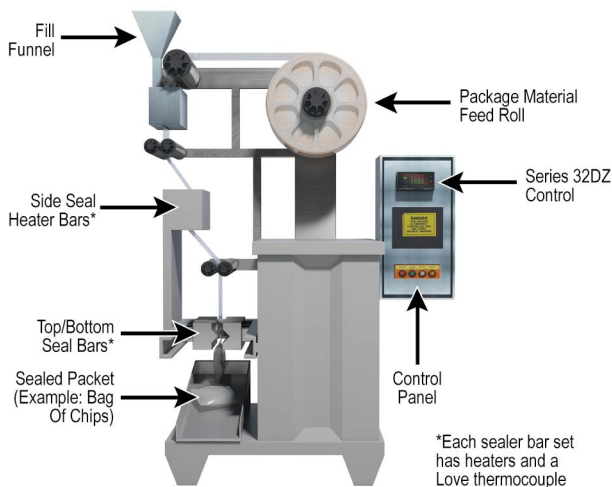 Fill
Funnel
Package Material
Feed Roll
Series 32DZ
Control
Side Seal
Heater Bars*
DANGER
Top/Bottom
Seal Bars*
Sealed Packet
(Example: Bag
Of Chips)
Control
Panel
*Each sealer bar set
has heaters and a
Love thermocouple